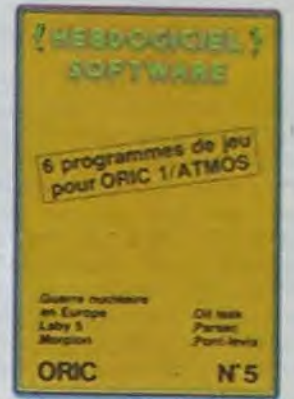 HEBDOGICIEL
SOFTWARE
6 programmes de jeu
pour ORIC 1/ATMOS
Guerre nucléaire
en Europe
Laby 5
Morpion
Oil task
Parsec
Pont-levis
ORIC N°5